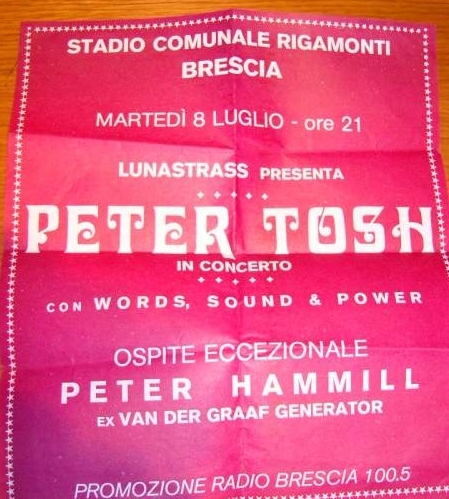 STADIO COMUNALE RIGAMONTI
BRESCIA
MARTEDÌ 8 LUGLIO - ore 21
LUNASTRASS PRESENTA
PETER TOSH
IN CONCERTO
CON WORDS, SOUND & POWER
OSPITE ECCEZIONALE
PETER HAMMILL
EX VAN DER GRAAF GENERATOR
PROMOZIONE RADIO BRESCIA 100.5